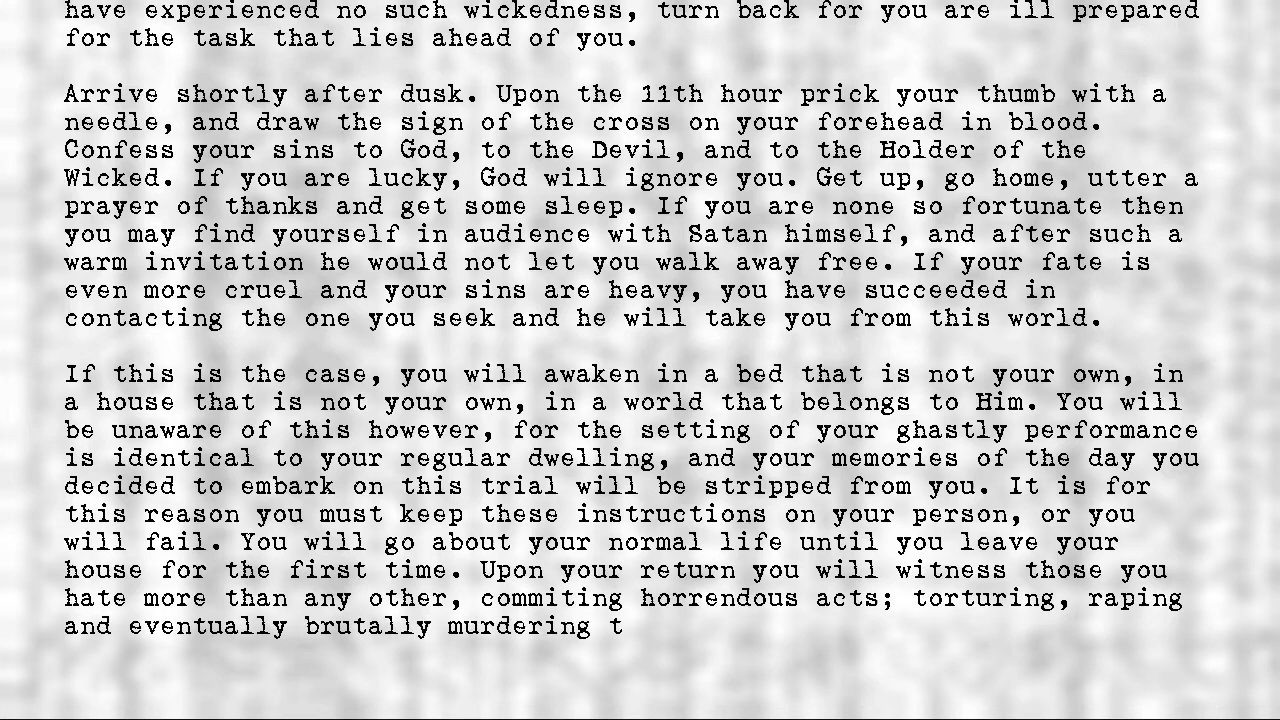 have experienced no such wickedness, turn back for you are ill prepared
for the task that lies ahead of you.
Arrive shortly after dusk. Upon the 11th hour prick your thumb with a
needle, and draw the sign of the cross on your forehead in blood.
Confess your sins to God, to the Devil, and to the Holder of the
Wicked. If you are lucky, God will ignore you. Get up, go home, utter a
prayer of thanks and get some sleep. If you are none so fortunate then
you may find yourself in audience with Satan himself, and after such a
warm invitation he would not let you walk away free. If your fate is
even more cruel and your sins are heavy, you have succeeded in
contacting the one you seek and he will take you from this world.
If this is the case, you will awaken in a bed that is not your own, in
a house that is not your own, in a world that belongs to Him. You will
be unaware of this however, for the setting of your ghastly performance
is identical to your regular dwelling, and your memories of the day you
decided to embark on this trial will be stripped from you. It is for
this reason you must keep these instructions on your person, or you
will fail. You will go about your normal life until you leave your
house for the first time. Upon your return you will witness those you
hate more than any other, commiting horrendous acts; torturing, raping
and eventually brutally murdering t